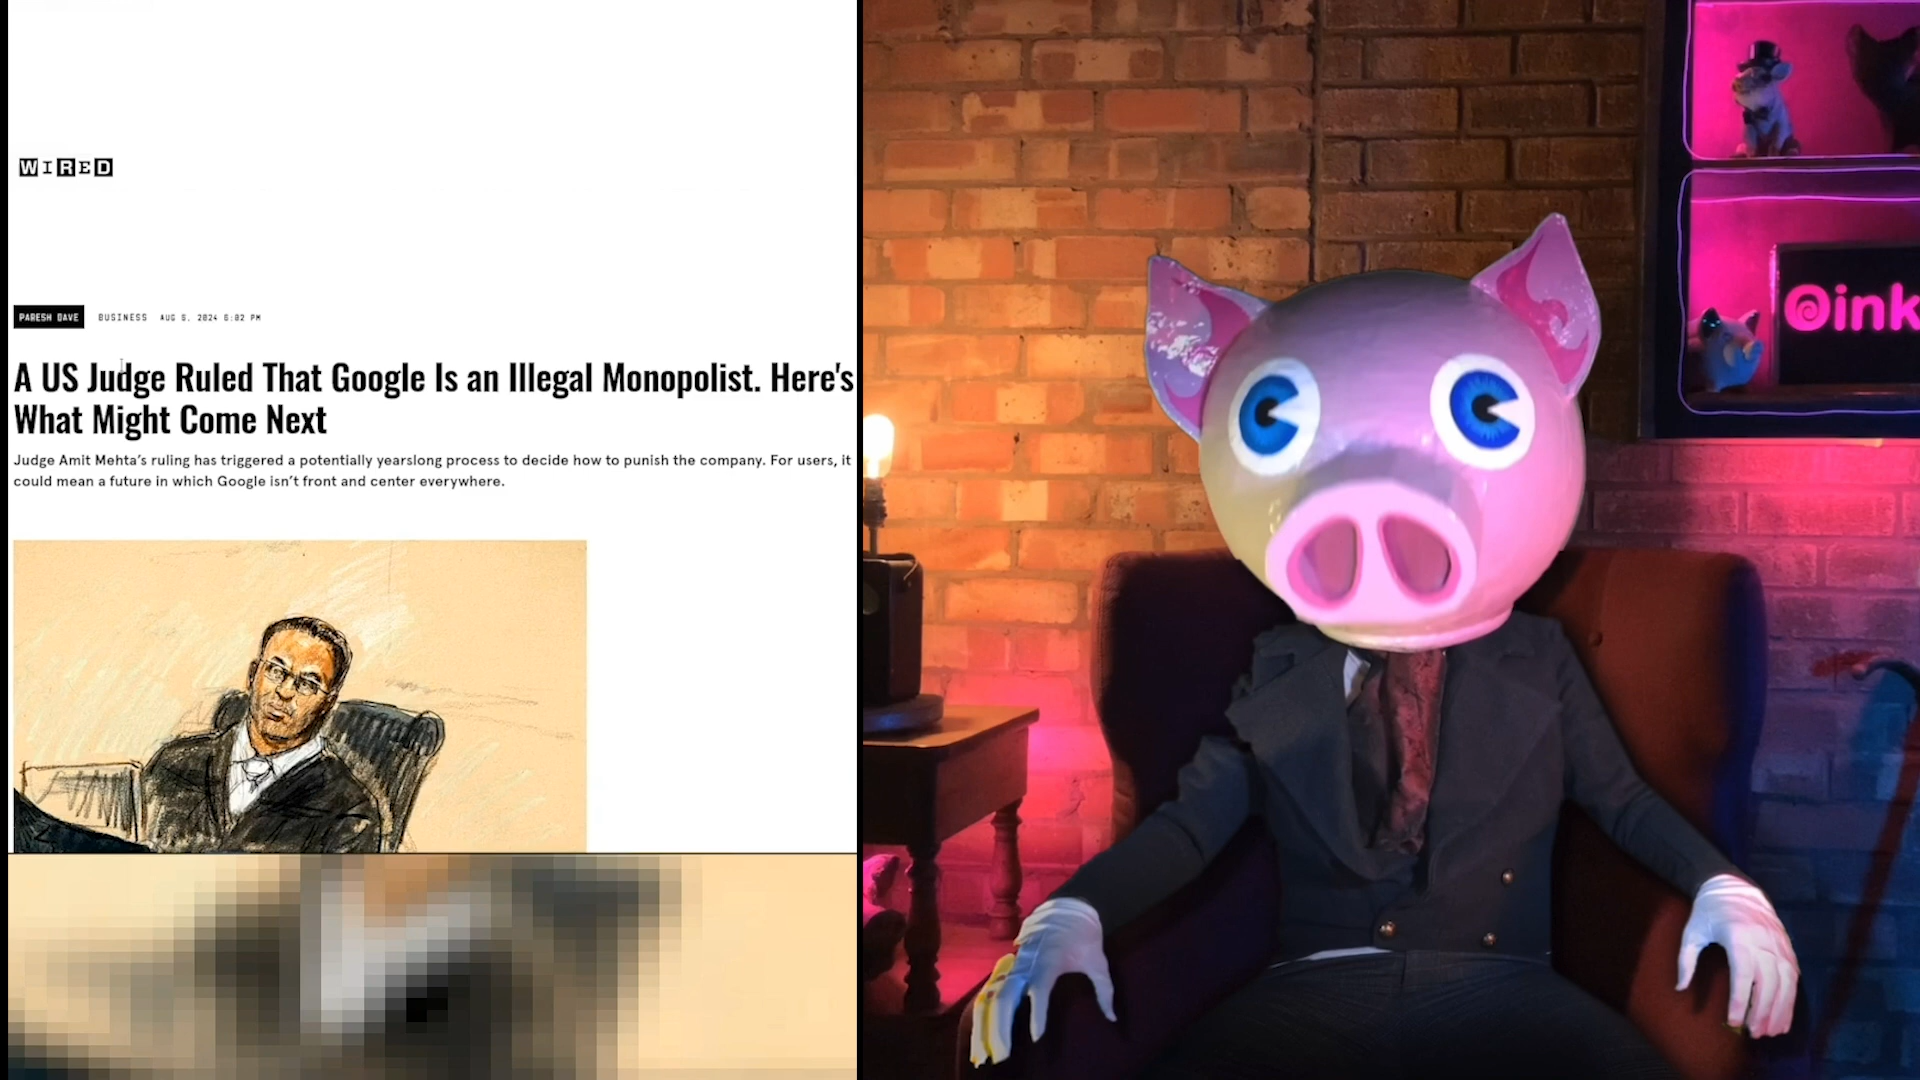 WIRED
PARESH DAVE BUSINESS AUG 5, 2024 6:02 PM
A US Judge Ruled That Google Is an Illegal Monopolist. Here's
What Might Come Next
Judge Amit Mehta's ruling has triggered a potentially yearslong process to decide how to punish the company. For users, it
could mean a future in which Google isn't front and center everywhere.
Oink